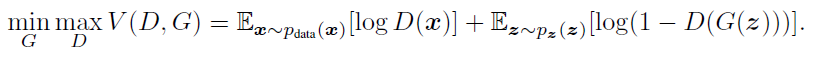 min_G max_D V(D, G) = 𝔼_{x∼p_data(x)}[log D(x)] + 𝔼_{z∼p_z(z)}[log(1 − D(G(z)))].